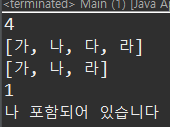 <terminated> Main (1) [Java Ap
4
[가, 나, 다, 라]
[가, 나, 라]
1
나 포함되어 있습니다